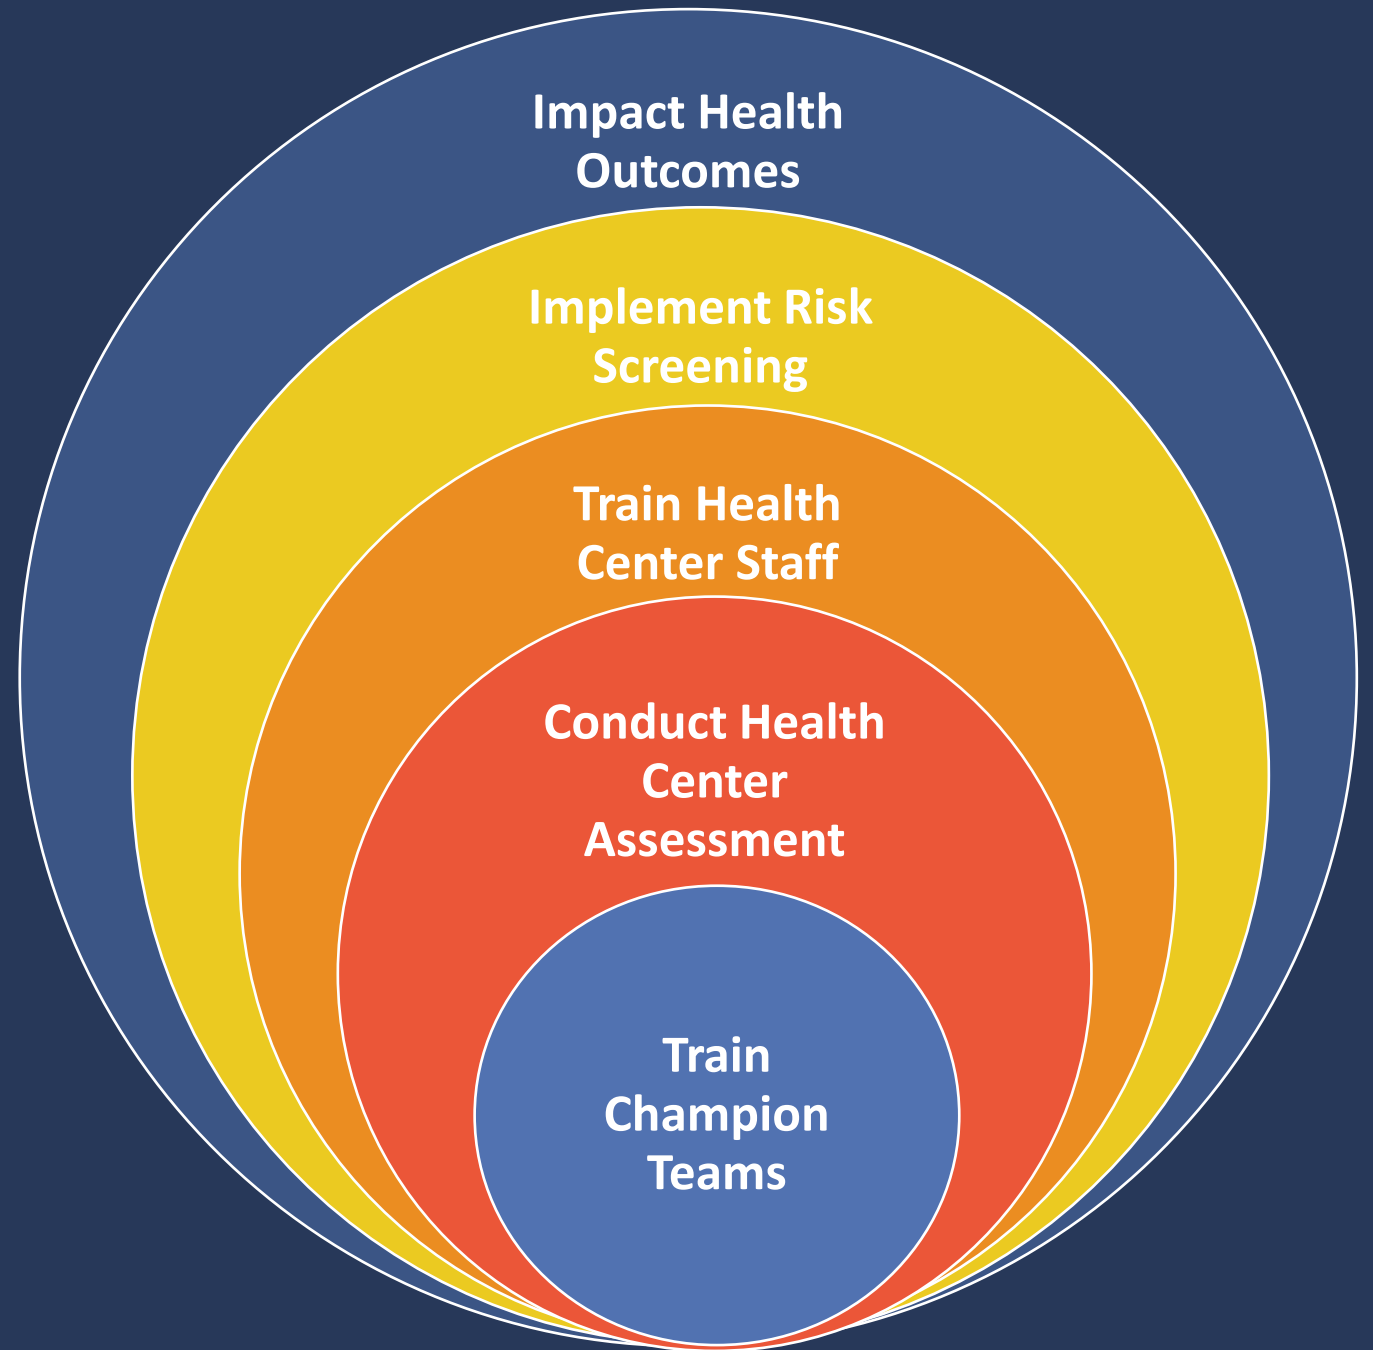 Impact Health
Outcomes
Implement Risk
Screening
Train Health
Center Staff
Conduct Health
Center
Assessment
Train
Champion
Teams